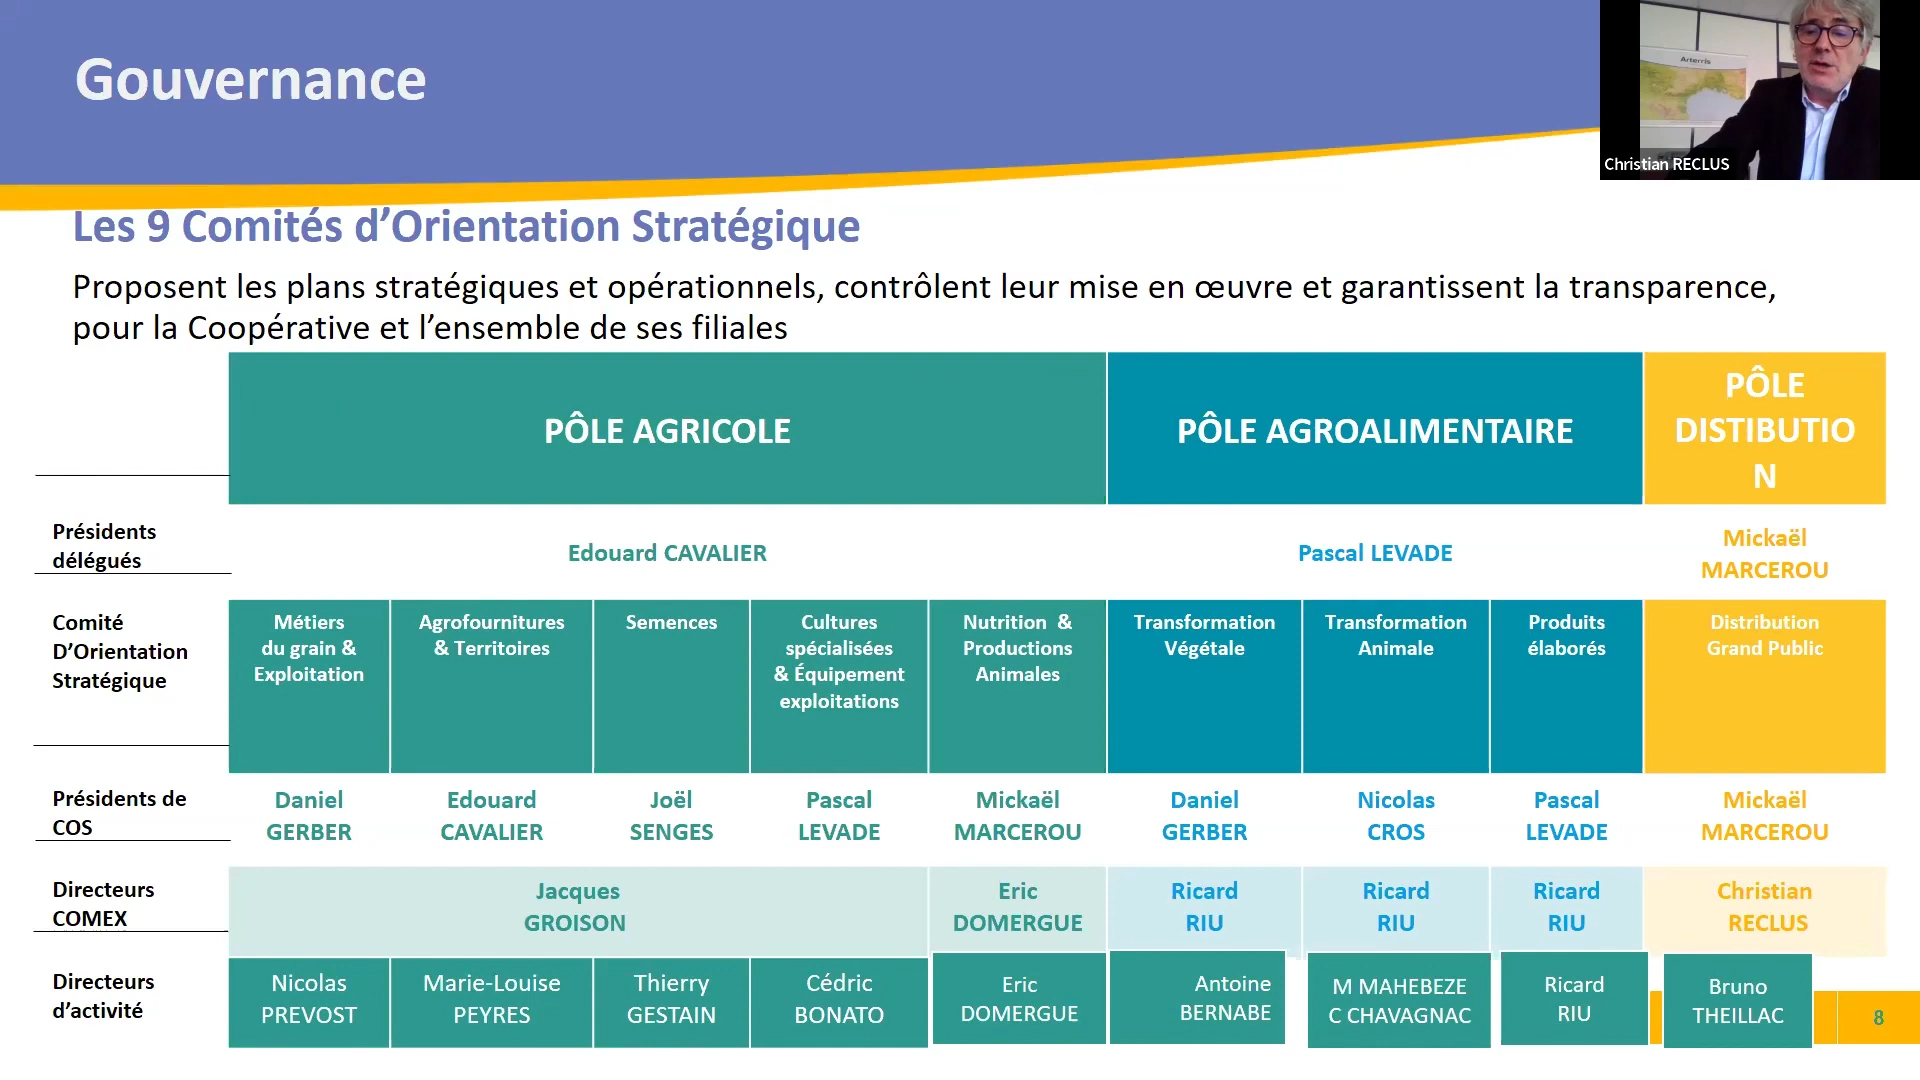 Gouvernance
Arterris
Christian RECLUS
Les 9 Comités d’Orientation Stratégique
Proposent les plans stratégiques et opérationnels, contrôlent leur mise en œuvre et garantissent la transparence,
pour la Coopérative et l’ensemble de ses filiales
PÔLE AGRICOLE
PÔLE AGROALIMENTAIRE
PÔLE
DISTIBUTIO
N
Présidents
délégués
Edouard CAVALIER
Pascal LEVADE
Mickaël
MARCEROU
Comité
D’Orientation
Stratégique
Métiers
du grain &
Exploitation
Agrofournitures
& Territoires
Semences
Cultures
spécialisées
& Équipement
exploitations
Nutrition &
Productions
Animales
Transformation
Végétale
Transformation
Animale
Produits
élaborés
Distribution
Grand Public
Présidents de
COS
Daniel
GERBER
Edouard
CAVALIER
Joël
SENGES
Pascal
LEVADE
Mickaël
MARCEROU
Daniel
GERBER
Nicolas
CROS
Pascal
LEVADE
Mickaël
MARCEROU
Directeurs
COMEX
Jacques
GROISON
Eric
DOMERGUE
Ricard
RIU
Ricard
RIU
Ricard
RIU
Christian
RECLUS
Directeurs
d’activité
Nicolas
PREVOST
Marie-Louise
PEYRES
Thierry
GESTAIN
Cédric
BONATO
Eric
DOMERGUE
Antoine
BERNABE
M MAHEBEZE
C CHAVAGNAC
Ricard
RIU
Bruno
THEILLAC
8